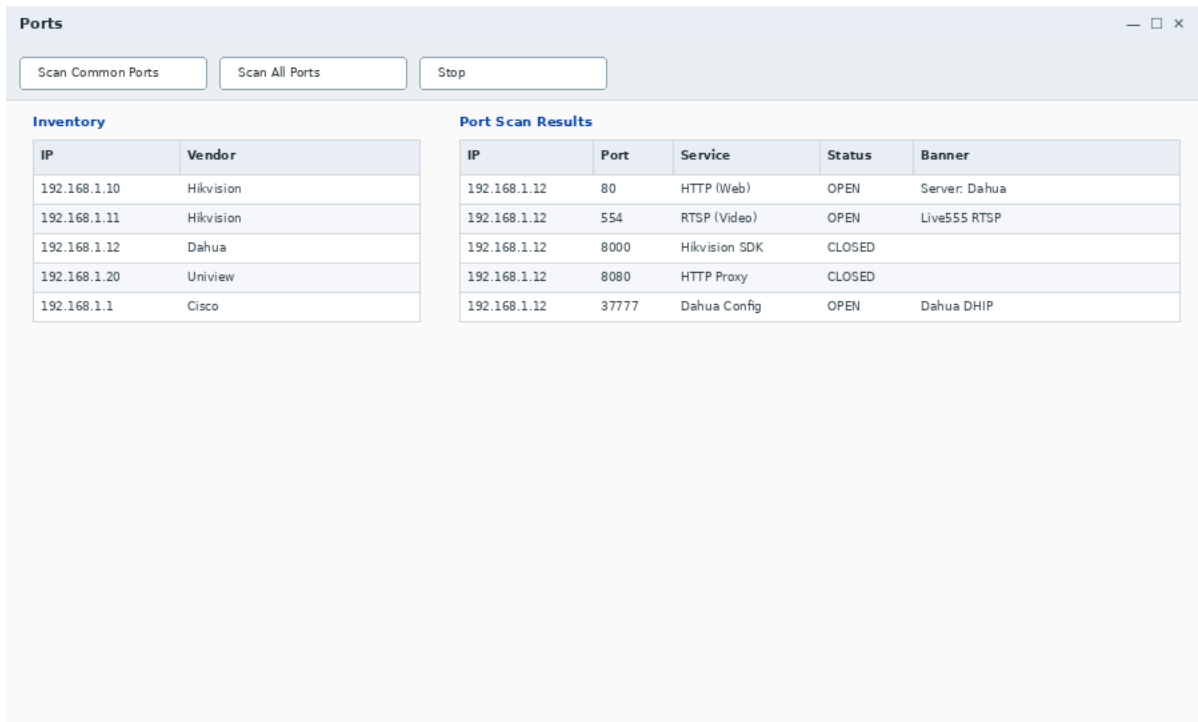 Ports
Scan Common Ports
Scan All Ports
Stop
Inventory
IP Vendor
192.168.1.10 Hikvision
192.168.1.11 Hikvision
192.168.1.12 Dahua
192.168.1.20 Uniview
192.168.1.1 Cisco
Port Scan Results
IP Port Service Status Banner
192.168.1.12 80 HTTP (Web) OPEN Server: Dahua
192.168.1.12 554 RTSP (Video) OPEN Live555 RTSP
192.168.1.12 8000 Hikvision SDK CLOSED
192.168.1.12 8080 HTTP Proxy CLOSED
192.168.1.12 37777 Dahua Config OPEN Dahua DHIP